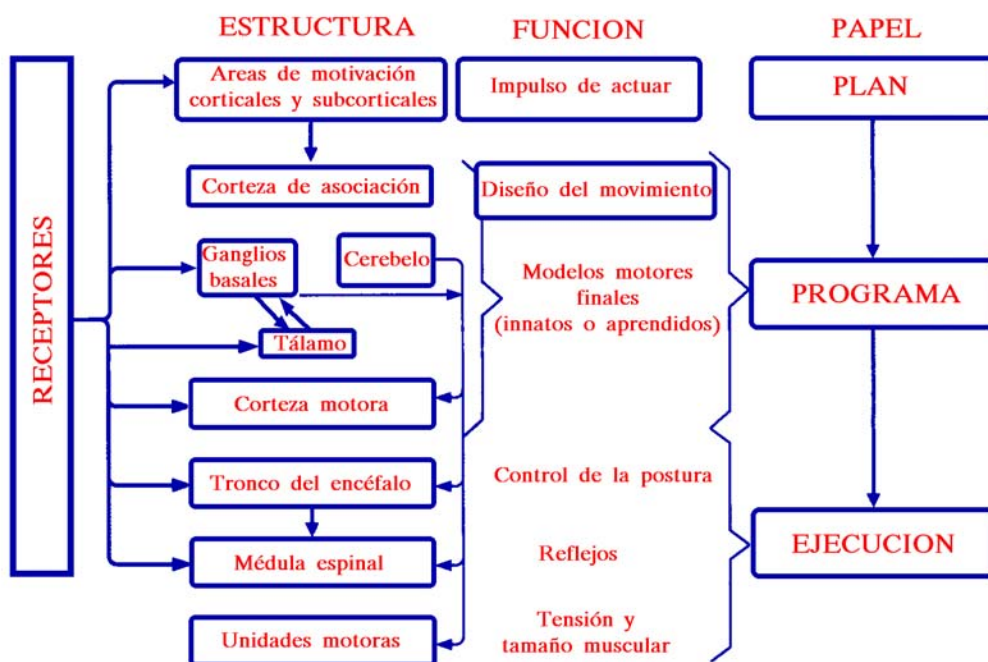 ESTRUCTURA
FUNCION
PAPEL
RECEPTORES
Areas de motivación
corticales y subcorticales
Impulso de actuar
PLAN
Corteza de asociación
Diseño del movimiento
Ganglios
basales
Cerebelo
Tálamo
Modelos motores
finales
(innatos o aprendidos)
PROGRAMA
Corteza motora
Tronco del encéfalo
Control de la postura
Médula espinal
Reflejos
EJECUCION
Unidades motoras
Tensión y
tamaño muscular